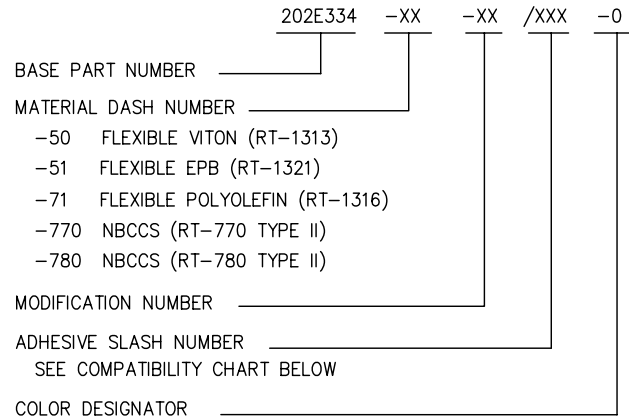 202E334 -XX -XX /XXX -0
BASE PART NUMBER
MATERIAL DASH NUMBER
-50 FLEXIBLE VITON (RT-1313)
-51 FLEXIBLE EPB (RT-1321)
-71 FLEXIBLE POLYOLEFIN (RT-1316)
-770 NBCCS (RT-770 TYPE II)
-780 NBCCS (RT-780 TYPE II)
MODIFICATION NUMBER
ADHESIVE SLASH NUMBER
SEE COMPATIBILITY CHART BELOW
COLOR DESIGNATOR